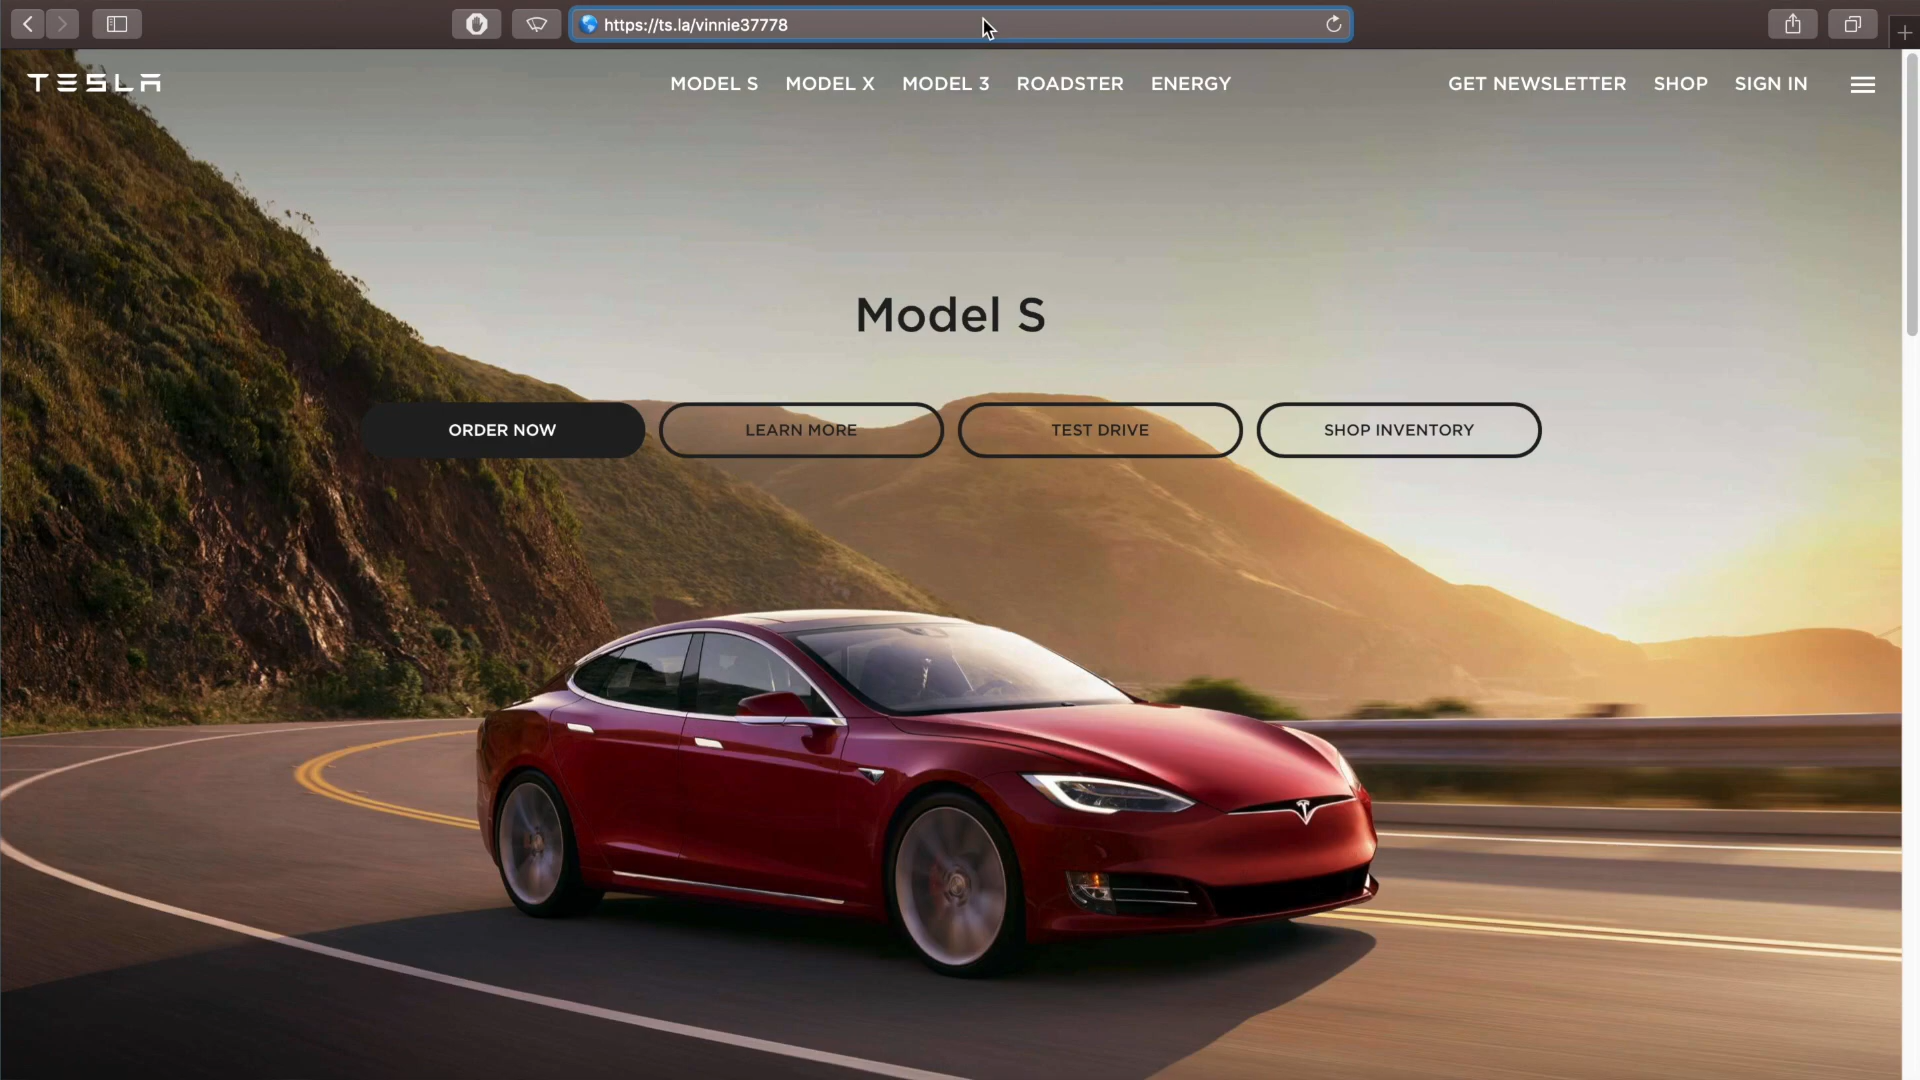 https://ts.la/vinnie37778
TESLA
MODEL S MODEL X MODEL 3 ROADSTER ENERGY
GET NEWSLETTER SHOP SIGN IN
Model S
ORDER NOW
LEARN MORE
TEST DRIVE
SHOP INVENTORY